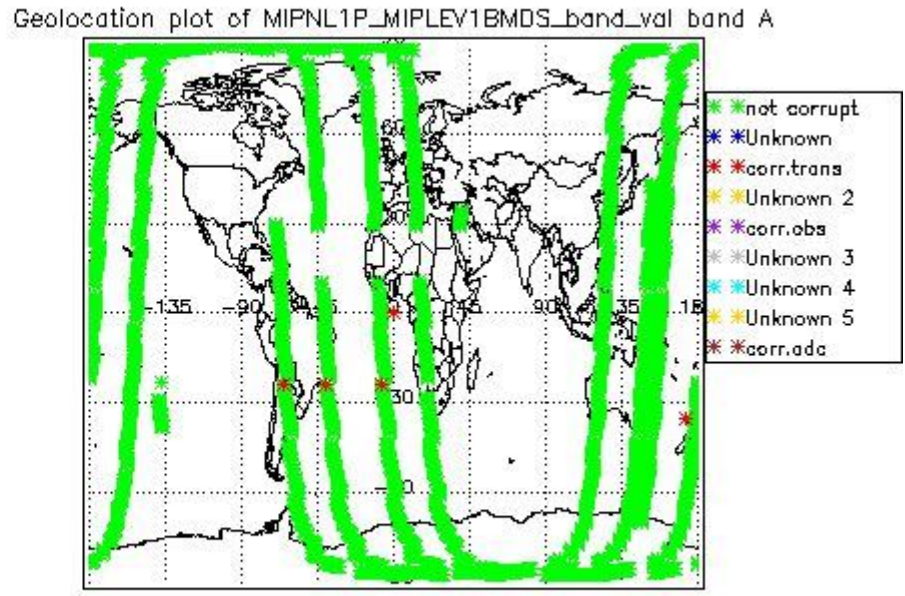 Geolocation plot of MIPNL1P_MIPLEV1BMDS_band_val band A
not corrupt
Unknown
corr.trans
Unknown 2
corr.obs
Unknown 3
Unknown 4
Unknown 5
corr.adc
60
-135
-90
90
30